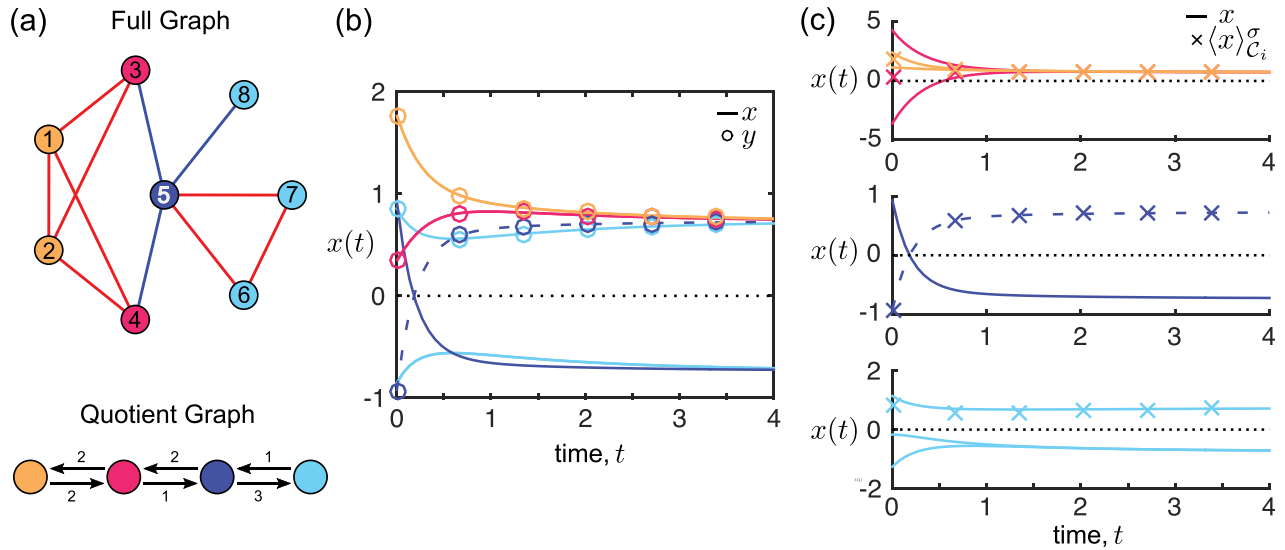 (a)
Full Graph
3
8
1
5
7
2
6
4
Quotient Graph
2 2 1
2 1 3
(b)
2
1
x(t)
0
-1
x
y
0 1 2 3 4
time, t
(c)
5
x(t) 0
-5
x
×⟨x⟩σCi
0 1 2 3 4
1
x(t) 0
-1
0 1 2 3 4
2
x(t) 0
-2
0 1 2 3 4
time, t